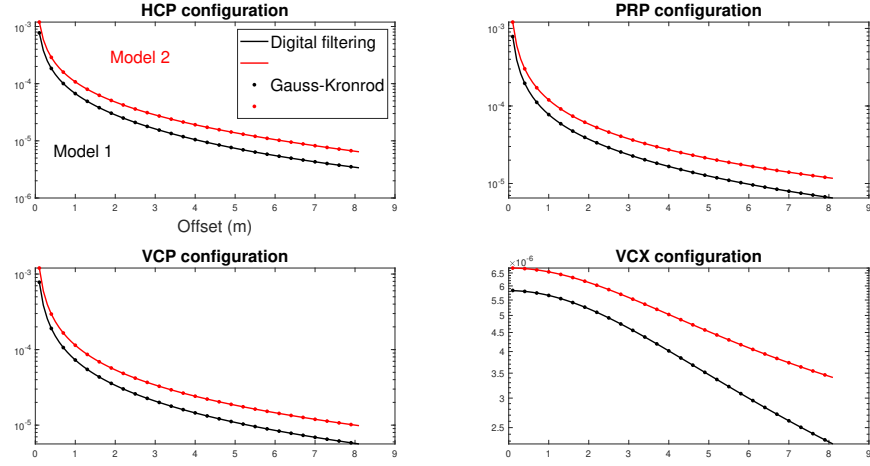 HCP configuration
10^-3
10^-4
10^-5
10^-6
0 1 2 3 4 5 6 7 8 9
Offset (m)
Model 2
Model 1
Digital filtering
Gauss-Kronrod
PRP configuration
10^-3
10^-4
10^-5
0 1 2 3 4 5 6 7 8 9
VCP configuration
10^-3
10^-4
10^-5
0 1 2 3 4 5 6 7 8 9
VCX configuration
×10^-6
6.5
6
5.5
5
4.5
4
3.5
3
2.5
0 1 2 3 4 5 6 7 8 9